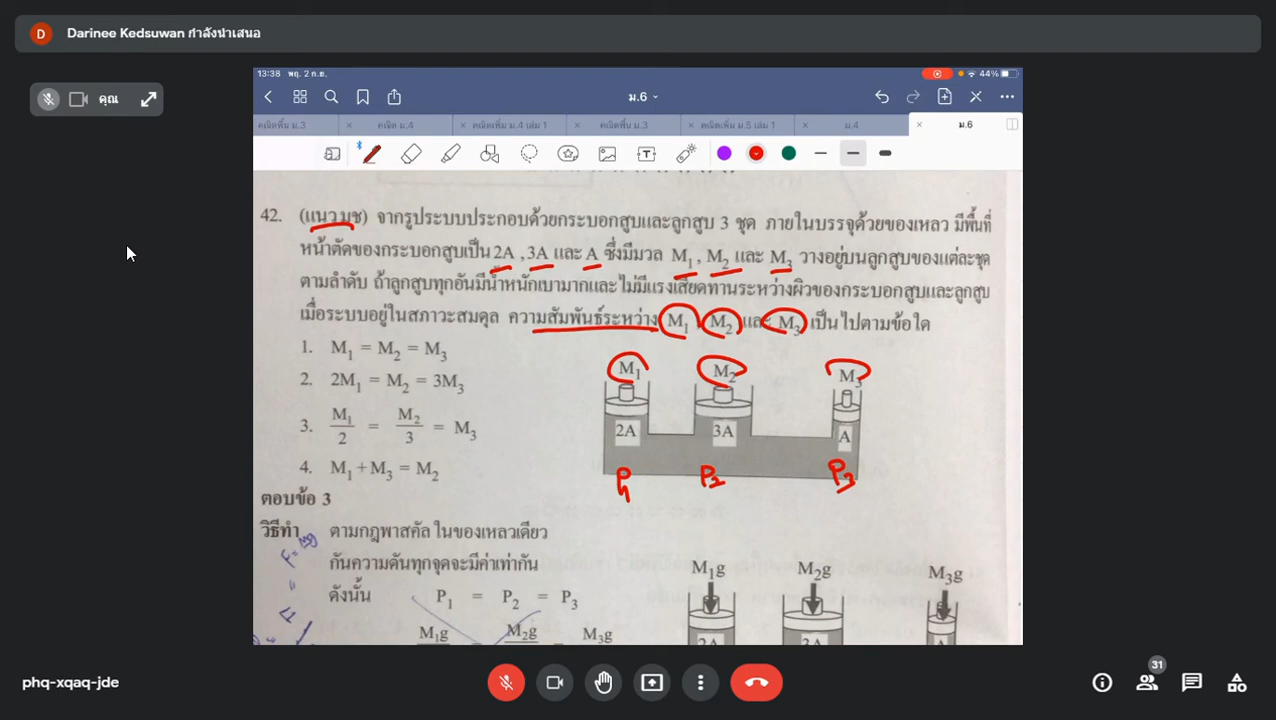 Darinee Kedsuwan กำลังนำเสนอ
คุณ
13:38 พฤ. 2 ก.ย.
44%
ม.6
คณิตพื้น ม.3
คณิต ม.4
คณิตเพิ่ม ม.4 เล่ม 1
คณิตพื้น ม.3
คณิตเพิ่ม ม.5 เล่ม 1
ม.4
ม.6
42. (แนวมช) จากรูประบบประกอบด้วยกระบอกสูบและลูกสูบ 3 ชุด ภายในบรรจุด้วยของเหลว มีพื้นที่
หน้าตัดของกระบอกสูบเป็น 2A , 3A และ A ซึ่งมีมวล M₁ , M₂ และ M₃ วางอยู่บนลูกสูบของแต่ละชุด
ตามลำดับ ถ้าลูกสูบทุกอันมีน้ำหนักเบามากและไม่มีแรงเสียดทานระหว่างผิวของกระบอกสูบและลูกสูบ
เมื่อระบบอยู่ในสภาวะสมดุล ความสัมพันธ์ระหว่าง M₁ , M₂ และ M₃ เป็นไปตามข้อใด
1. M₁ = M₂ = M₃
2. 2M₁ = M₂ = 3M₃
3. M₁/2 = M₂/3 = M₃
4. M₁ + M₃ = M₂
M₁ M₂ M₃
2A 3A A
P₁ P₂ P₃
ตอบข้อ 3
วิธีทำ ตามกฎพาสคัล ในของเหลวเดียว
กันความดันทุกจุดจะมีค่าเท่ากัน
ดังนั้น P₁ = P₂ = P₃
M₁g = M₂g = M₃g
M₁g M₂g M₃g
2A 3A A
F = Mg
phq-xqaq-jde
31